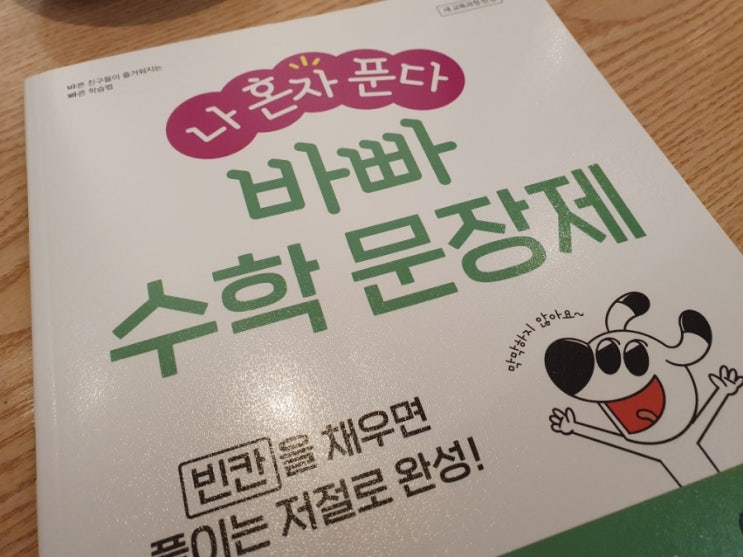 바쁜 친구들이 즐거워지는
빠른 학습법
새 교육과정 반영
나 혼자 푼다
바빠
수학 문장제
막막하지 않아요~
빈칸을 채우면
풀이는 저절로 완성!